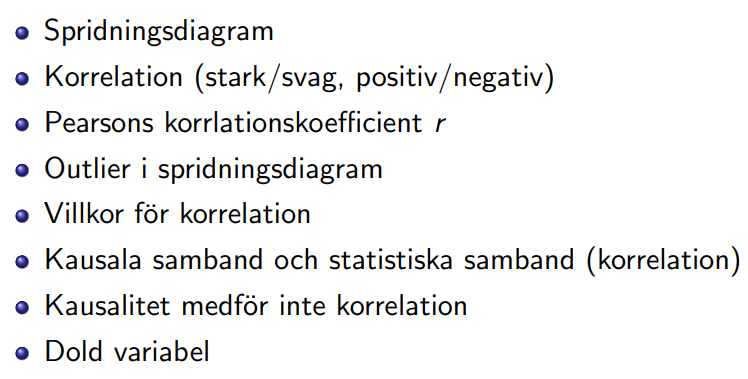 Spridningsdiagram
Korrelation (stark/svag, positiv/negativ)
Pearsons korrlationskoefficient r
Outlier i spridningsdiagram
Villkor för korrelation
Kausala samband och statistiska samband (korrelation)
Kausalitet medför inte korrelation
Dold variabel